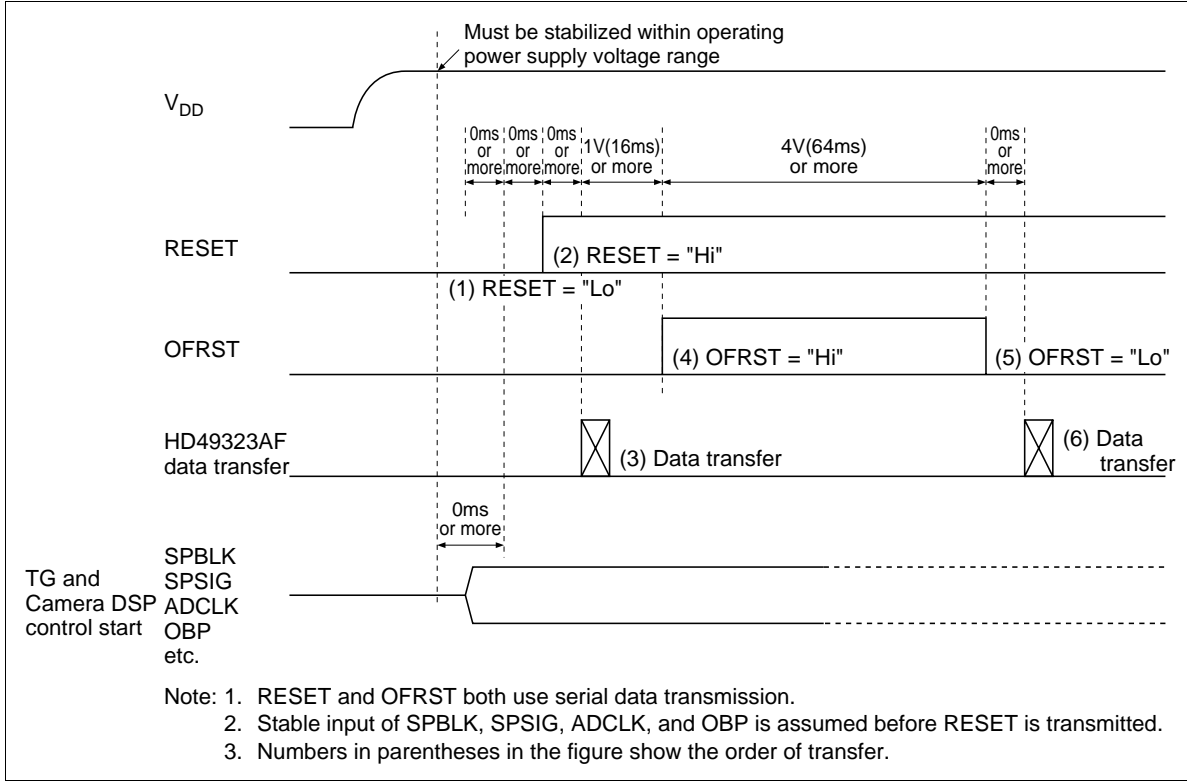 Must be stabilized within operating
power supply voltage range
VDD
0ms
or
more
0ms
or
more
0ms
or
more
1V(16ms)
or more
4V(64ms)
or more
0ms
or
more
RESET
(2) RESET = "Hi"
(1) RESET = "Lo"
OFRST
(4) OFRST = "Hi"
(5) OFRST = "Lo"
HD49323AF
data transfer
(3) Data transfer
(6) Data
transfer
0ms
or more
TG and
Camera DSP
control start
SPBLK
SPSIG
ADCLK
OBP
etc.
Note: 1. RESET and OFRST both use serial data transmission.
2. Stable input of SPBLK, SPSIG, ADCLK, and OBP is assumed before RESET is transmitted.
3. Numbers in parentheses in the figure show the order of transfer.